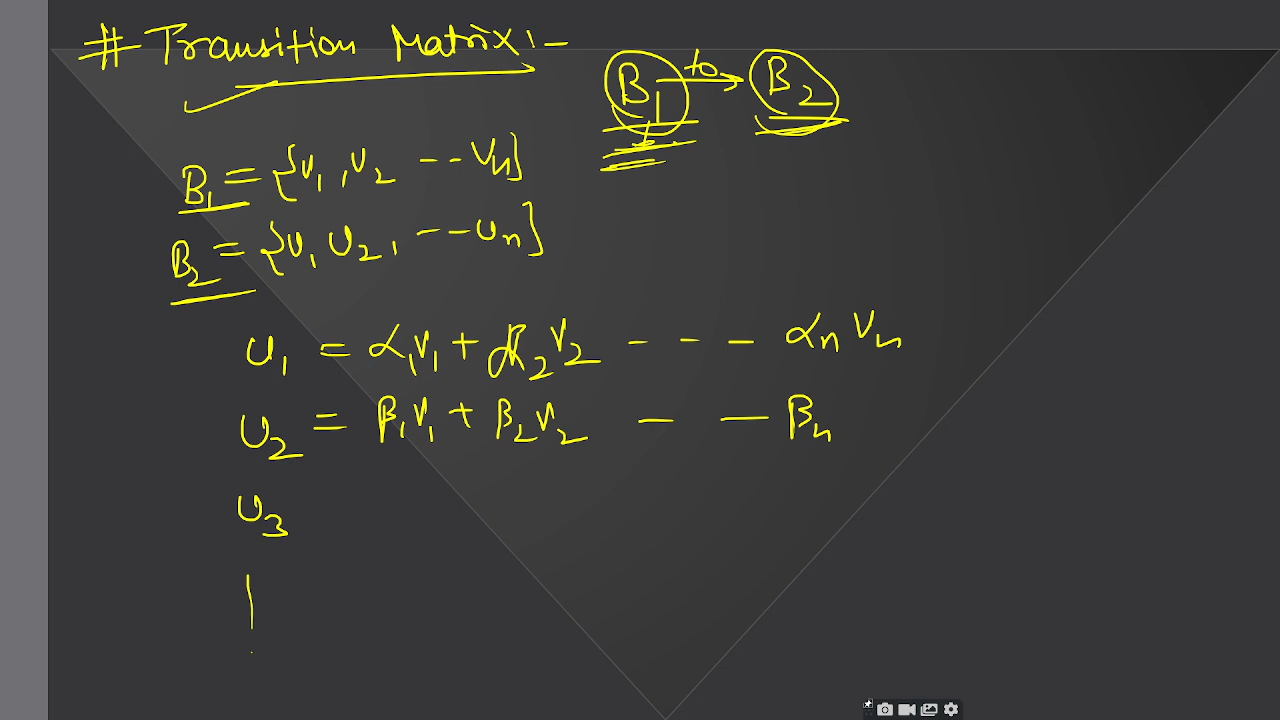 # Transition Matrix :-
B₁ to → B₂
B₁ = {v₁, v₂ -- vₙ}
B₂ = {u₁ u₂, -- uₙ}
u₁ = α₁v₁ + α₂v₂ - - - αₙvₙ
u₂ = β₁v₁ + β₂v₂ - - βₙ
u₃
|